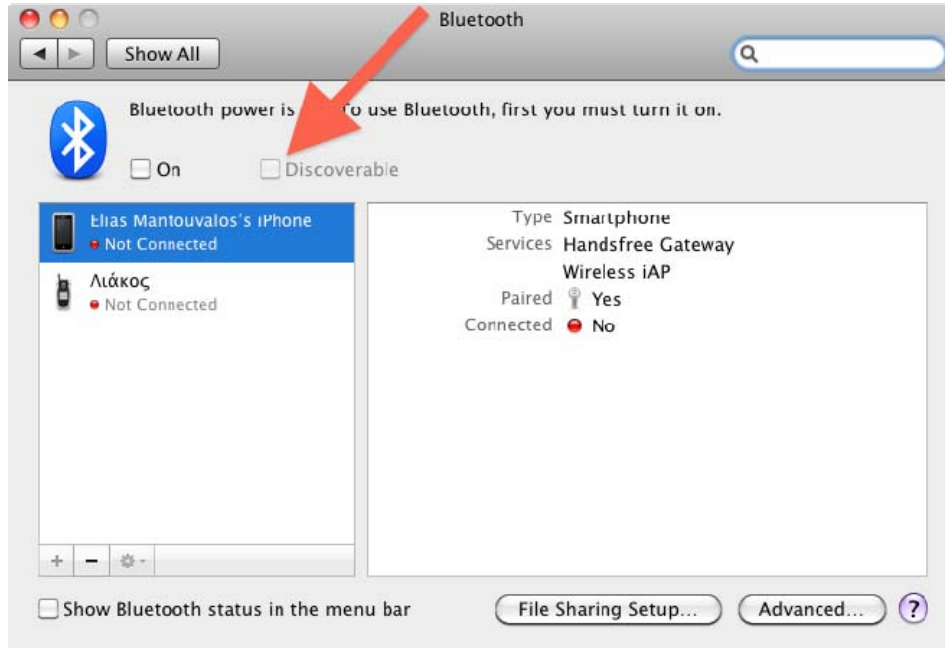 Bluetooth
Show All
Bluetooth power is to use Bluetooth, first you must turn it on.
On Discoverable
Elias Mantouvalos's iPhone
Not Connected
Λιάκος
Not Connected
Type Smartphone
Services Handsfree Gateway
Wireless iAP
Paired Yes
Connected No
Show Bluetooth status in the menu bar
File Sharing Setup...
Advanced...
?